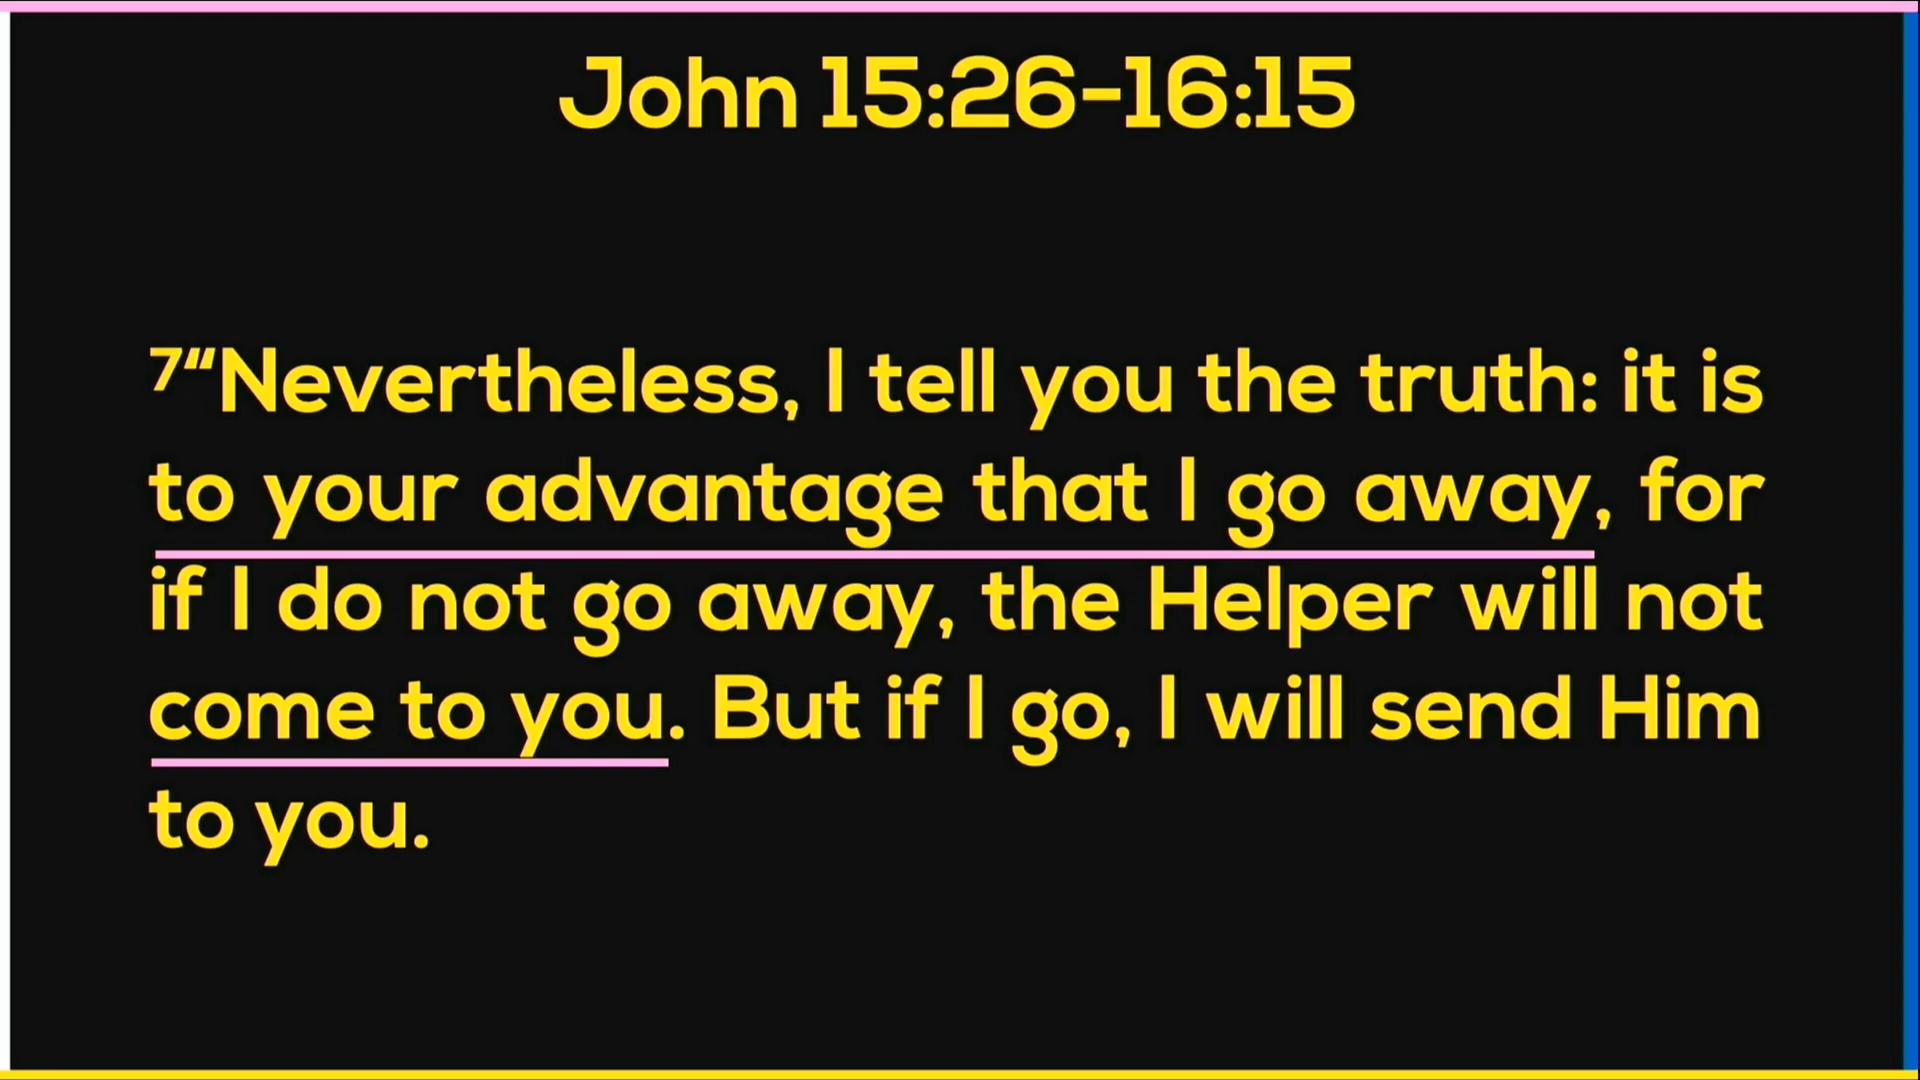 John 15:26-16:15
7“Nevertheless, I tell you the truth: it is
to your advantage that I go away, for
if I do not go away, the Helper will not
come to you. But if I go, I will send Him
to you.